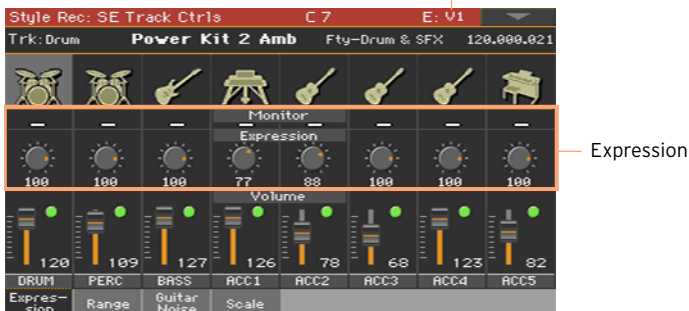 Style Rec: SE Track Ctrls C 7 E: V1
Trk:Drum Power Kit 2 Amb Fty-Drum & SFX 120.000.021
Monitor
Expression
Expression
100 100 100 77 88 100 100 100
Volume
120 109 127 126 78 68 123 82
DRUM PERC BASS ACC1 ACC2 ACC3 ACC4 ACC5
Expres- Range Guitar Scale
sion Noise